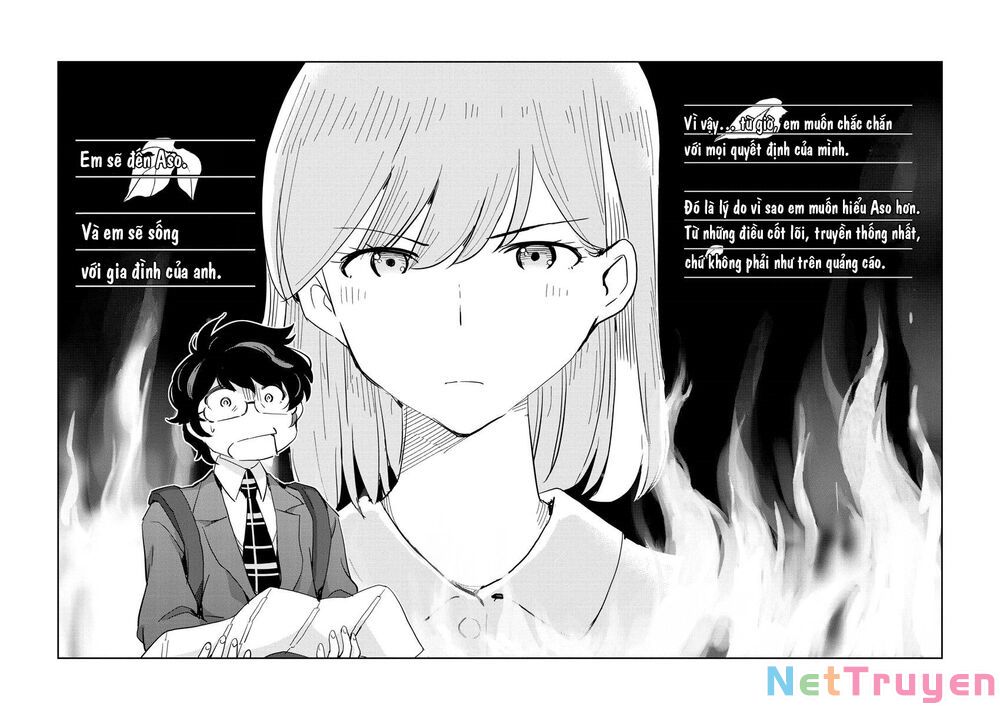 Em sẽ đến Aso.
Và em sẽ sống
với gia đình của anh.
Vì vậy... từ giờ, em muốn chắc chắn
với mọi quyết định của mình.
Đó là lý do vì sao em muốn hiểu Aso hơn.
Từ những điều cốt lõi, truyền thống nhất,
chứ không phải như trên quảng cáo.
NetTruyen